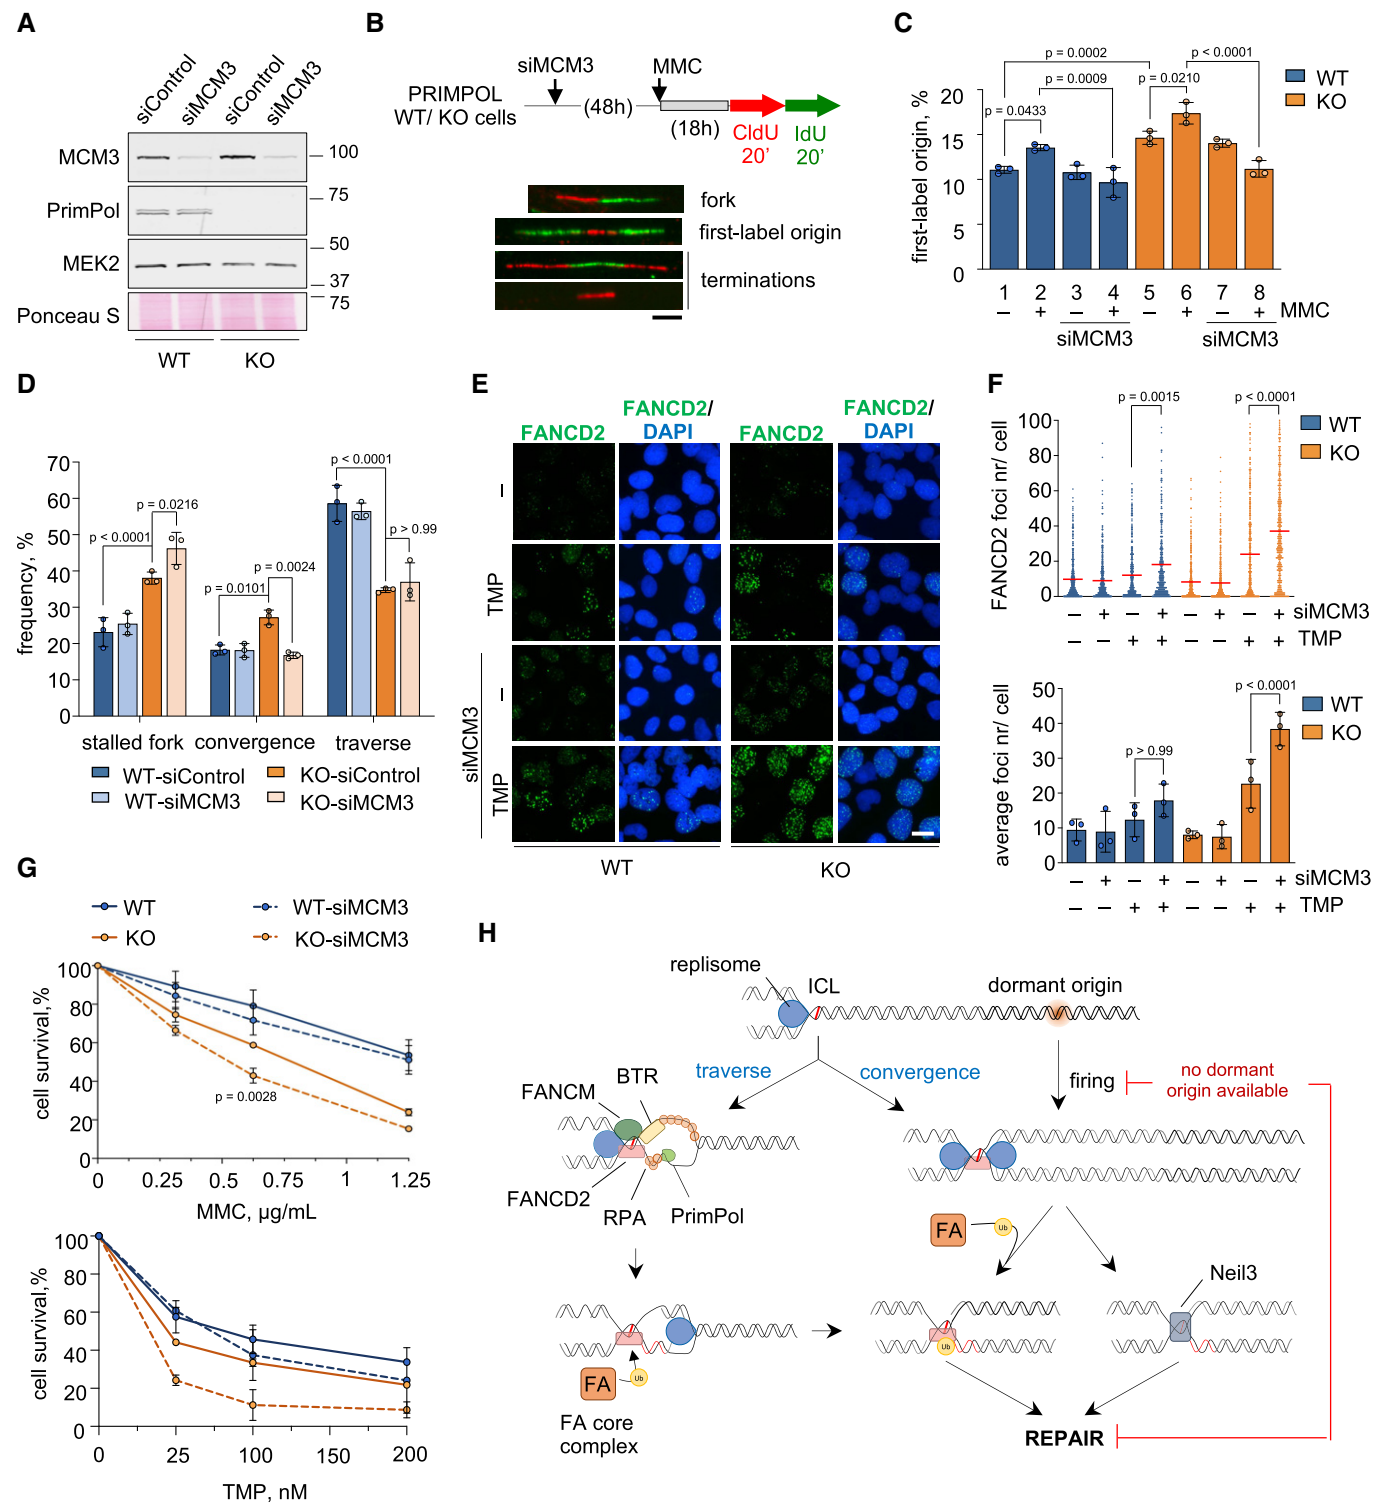 A
siControl
siMCM3
siControl
siMCM3
MCM3
100
PrimPol
75
MEK2
50
37
Ponceau S
75
WT
KO
B
siMCM3
MMC
PRIMPOL
WT/ KO cells
(48h)
(18h)
CldU
20'
IdU
20'
fork
first-label origin
terminations
C
p < 0.0001
p = 0.0002
p = 0.0009
p = 0.0210
p = 0.0433
WT
KO
first-label origin, %
20
15
10
5
0
1 2 3 4 5 6 7 8
– + – + – + – + MMC
siMCM3
siMCM3
D
frequency, %
70
60
50
40
30
20
10
0
p < 0.0001
p = 0.0216
p < 0.0001
p > 0.99
p = 0.0024
p = 0.0101
stalled fork
convergence
traverse
WT-siControl
KO-siControl
WT-siMCM3
KO-siMCM3
E
FANCD2
FANCD2/
DAPI
FANCD2
FANCD2/
DAPI
–
TMP
–
TMP
siMCM3
WT
KO
F
p = 0.0015
p < 0.0001
WT
KO
FANCD2 foci nr/ cell
100
80
60
40
20
0
– + – + – + – + siMCM3
– – + + – – + + TMP
average foci nr/ cell
50
40
30
20
10
0
p < 0.0001
p > 0.99
WT
KO
– + – + – + – + siMCM3
– – + + – – + + TMP
G
WT
WT-siMCM3
KO
KO-siMCM3
cell survival,%
100
80
60
40
20
0
p = 0.0028
0 0.25 0.5 0.75 1 1.25
MMC, µg/mL
cell survival,%
100
80
60
40
20
0
0 25 100 150 200
TMP, nM
H
replisome
ICL
dormant origin
traverse
convergence
firing
no dormant
origin available
FANCM
BTR
FANCD2
RPA
PrimPol
FA
Ub
Neil3
FA
Ub
Ub
FA core
complex
REPAIR